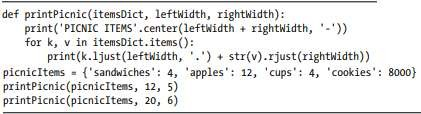 def printPicnic(itemsDict, leftWidth, rightWidth):
    print('PICNIC ITEMS'.center(leftWidth + rightWidth, '-'))
    for k, v in itemsDict.items():
        print(k.ljust(leftWidth, '.') + str(v).rjust(rightWidth))
picnicItems = {'sandwiches': 4, 'apples': 12, 'cups': 4, 'cookies': 8000}
printPicnic(picnicItems, 12, 5)
printPicnic(picnicItems, 20, 6)